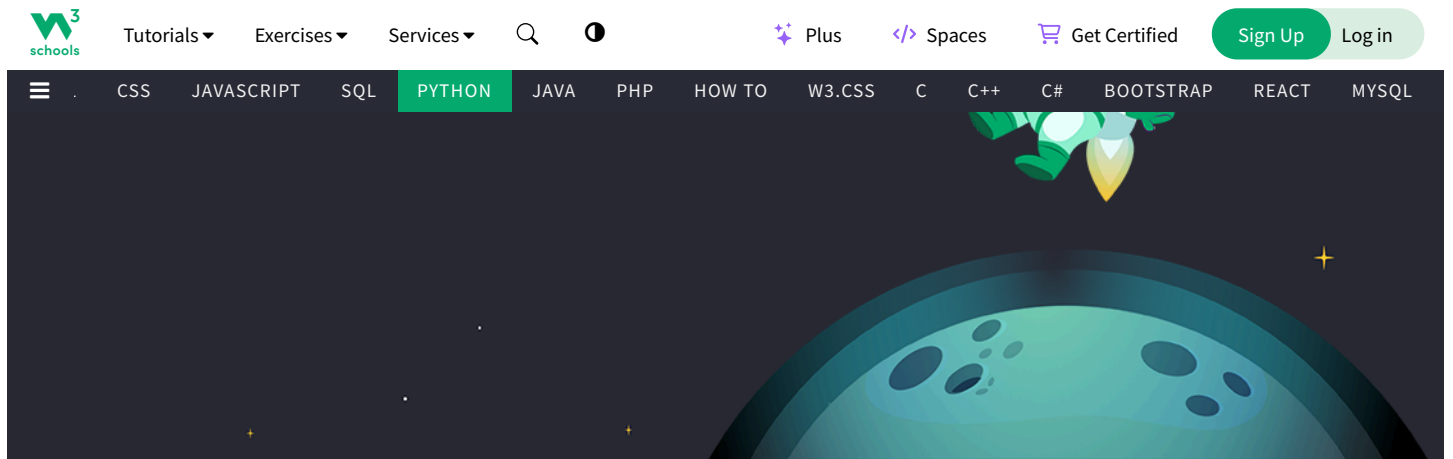 W3
schools
Tutorials Exercises Services Plus Spaces Get Certified Sign Up Log in
CSS JAVASCRIPT SQL PYTHON JAVA PHP HOW TO W3.CSS C C++ C# BOOTSTRAP REACT MYSQL